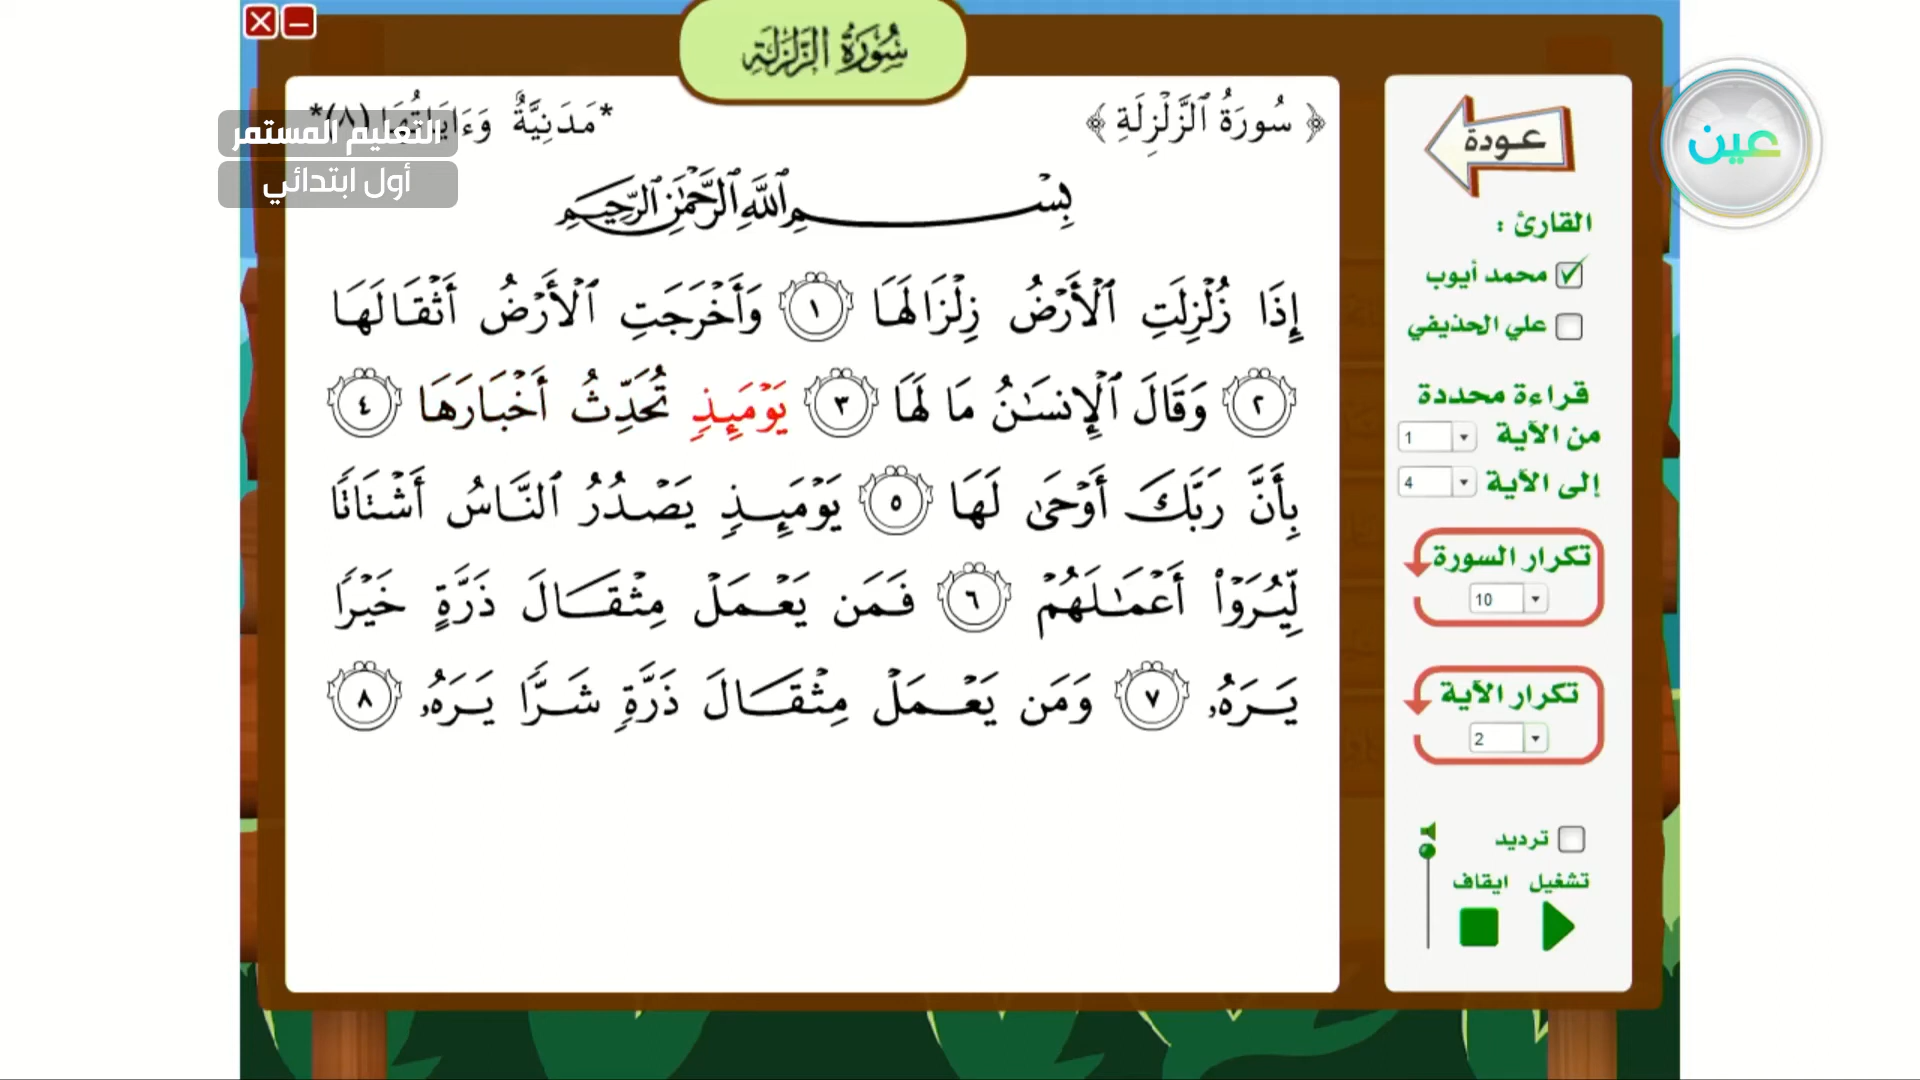 سُورَةُ الزَّلْزَلَةِ
﴿ سُورَةُ ٱلزَّلْزَلَةِ ﴾ *مَدَنِيَّةٌ وَءَايَاتُهَا (٨)*
التعليم المستمر
أول ابتدائي
بِسْمِ ٱللَّهِ ٱلرَّحْمَٰنِ ٱلرَّحِيمِ
إِذَا زُلْزِلَتِ ٱلْأَرْضُ زِلْزَالَهَا ١ وَأَخْرَجَتِ ٱلْأَرْضُ أَثْقَالَهَا
٢ وَقَالَ ٱلْإِنسَٰنُ مَا لَهَا ٣ يَوْمَئِذٍ تُحَدِّثُ أَخْبَارَهَا ٤
بِأَنَّ رَبَّكَ أَوْحَىٰ لَهَا ٥ يَوْمَئِذٍ يَصْدُرُ ٱلنَّاسُ أَشْتَاتًا
لِّيُرَوْا۟ أَعْمَٰلَهُمْ ٦ فَمَن يَعْمَلْ مِثْقَالَ ذَرَّةٍ خَيْرًا
يَرَهُۥ ٧ وَمَن يَعْمَلْ مِثْقَالَ ذَرَّةٍ شَرًّا يَرَهُۥ ٨
عين
عودة
القارئ :
محمد أيوب
علي الحذيفي
قراءة محددة
من الآية 1
إلى الآية 4
تكرار السورة
10
تكرار الآية
2
ترديد
تشغيل ايقاف